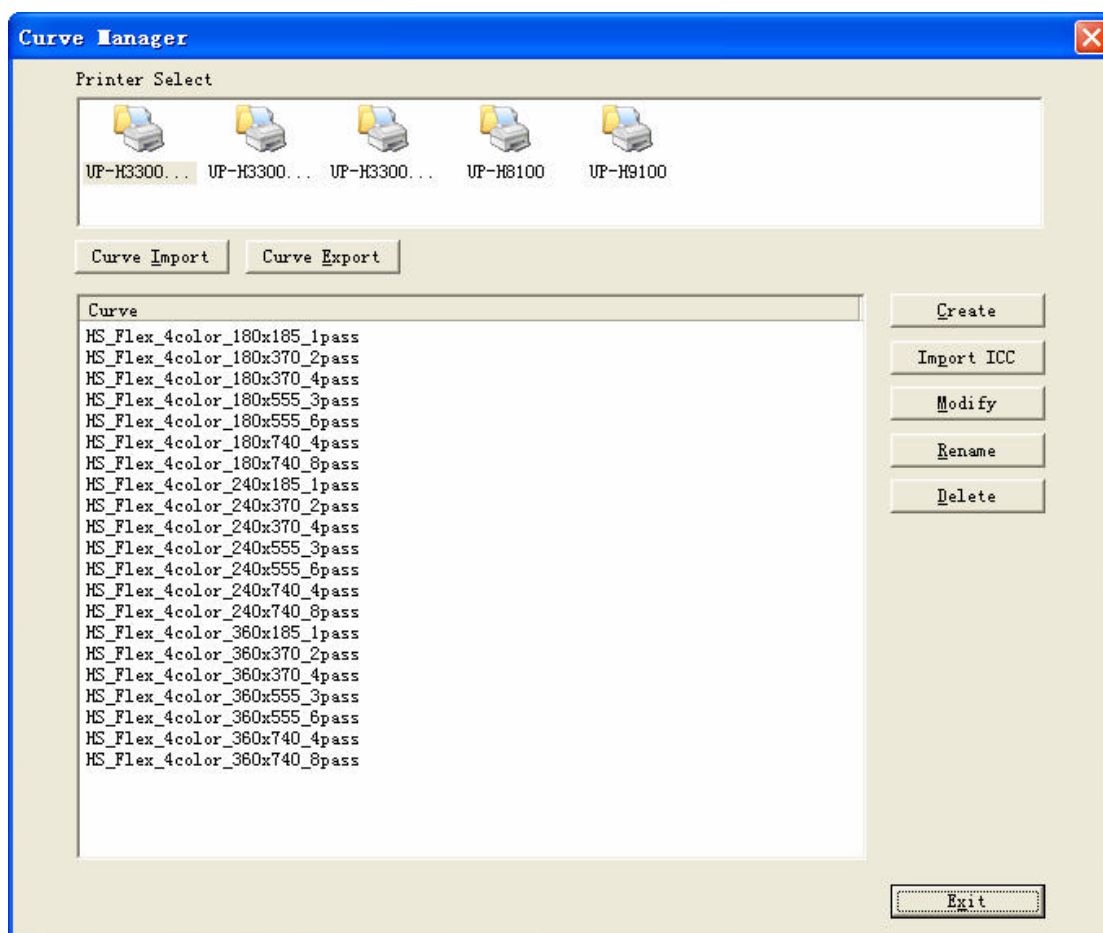 Curve Manager
Printer Select
UP-H3300... UP-H3300... UP-H3300... UP-H8100 UP-H9100
Curve Import Curve Export
Curve
Create
HS_Flex_4color_180x185_1pass
HS_Flex_4color_180x370_2pass
Import ICC
HS_Flex_4color_180x370_4pass
HS_Flex_4color_180x555_3pass
Modify
HS_Flex_4color_180x555_6pass
HS_Flex_4color_180x740_4pass
Rename
HS_Flex_4color_180x740_8pass
HS_Flex_4color_240x185_1pass
Delete
HS_Flex_4color_240x370_2pass
HS_Flex_4color_240x370_4pass
HS_Flex_4color_240x555_3pass
HS_Flex_4color_240x555_6pass
HS_Flex_4color_240x740_4pass
HS_Flex_4color_240x740_8pass
HS_Flex_4color_360x185_1pass
HS_Flex_4color_360x370_2pass
HS_Flex_4color_360x370_4pass
HS_Flex_4color_360x555_3pass
HS_Flex_4color_360x555_6pass
HS_Flex_4color_360x740_4pass
HS_Flex_4color_360x740_8pass
Exit